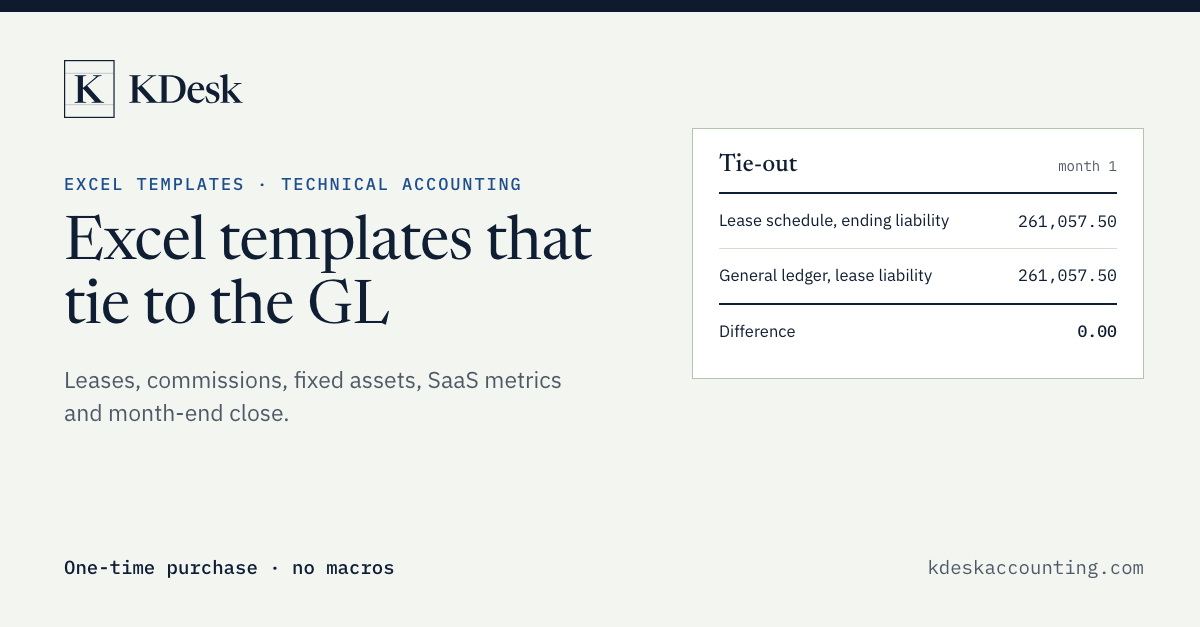 K KDesk
EXCEL TEMPLATES · TECHNICAL ACCOUNTING
Excel templates that
tie to the GL
Leases, commissions, fixed assets, SaaS metrics
and month-end close.
Tie-out month 1
Lease schedule, ending liability 261,057.50
General ledger, lease liability 261,057.50
Difference 0.00
One-time purchase · no macros
kdeskaccounting.com